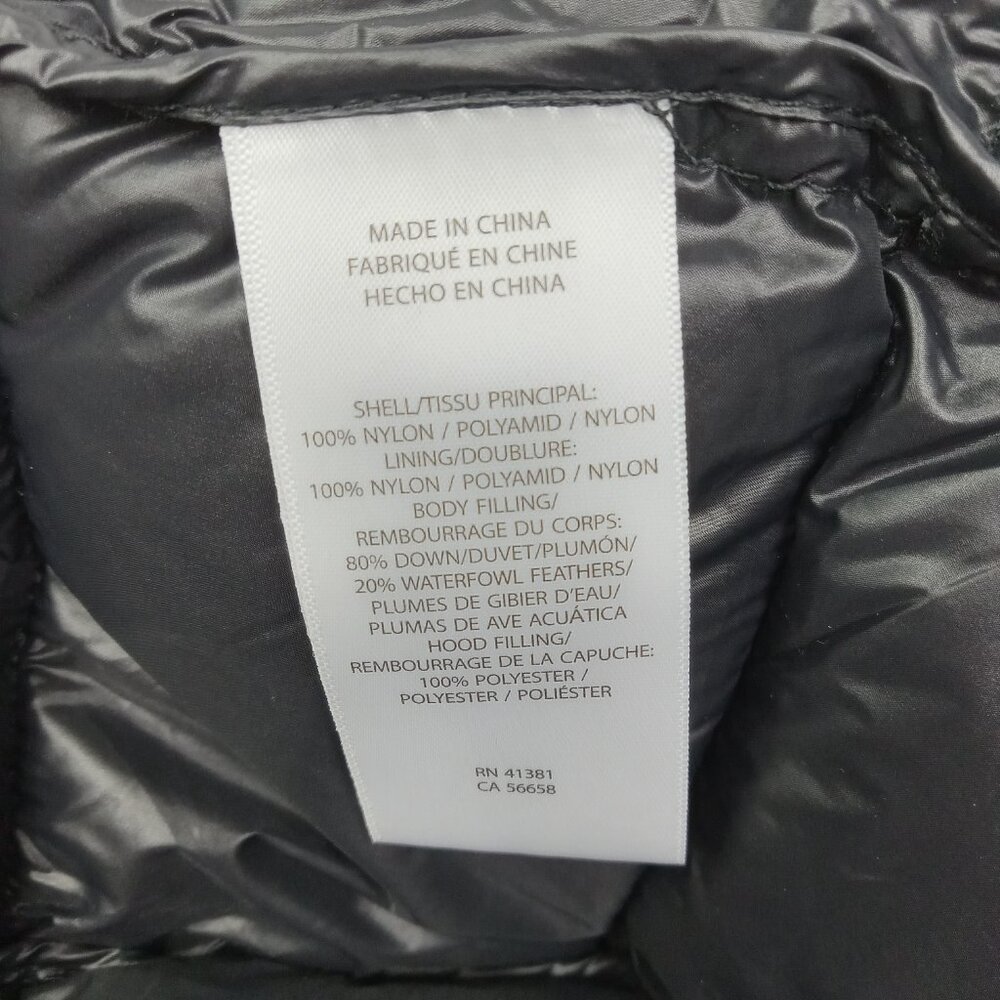 MADE IN CHINA
FABRIQUÉ EN CHINE
HECHO EN CHINA
SHELL/TISSU PRINCIPAL:
100% NYLON / POLYAMID / NYLON
LINING/DOUBLURE:
100% NYLON / POLYAMID / NYLON
BODY FILLING/
REMBOURRAGE DU CORPS:
80% DOWN/DUVET/PLUMÓN/
20% WATERFOWL FEATHERS/
PLUMES DE GIBIER D'EAU/
PLUMAS DE AVE ACUÁTICA
HOOD FILLING/
REMBOURRAGE DE LA CAPUCHE:
100% POLYESTER /
POLYESTER / POLIÉSTER
RN 41381
CA 56658